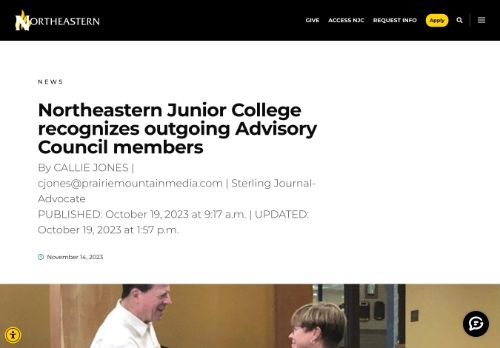 NORTHEASTERN
GIVE ACCESS NJC REQUEST INFO Apply
NEWS
Northeastern Junior College
recognizes outgoing Advisory
Council members
By CALLIE JONES |
cjones@prairiemountainmedia.com | Sterling Journal-
Advocate
PUBLISHED: October 19, 2023 at 9:17 a.m. | UPDATED:
October 19, 2023 at 1:57 p.m.
November 14, 2023